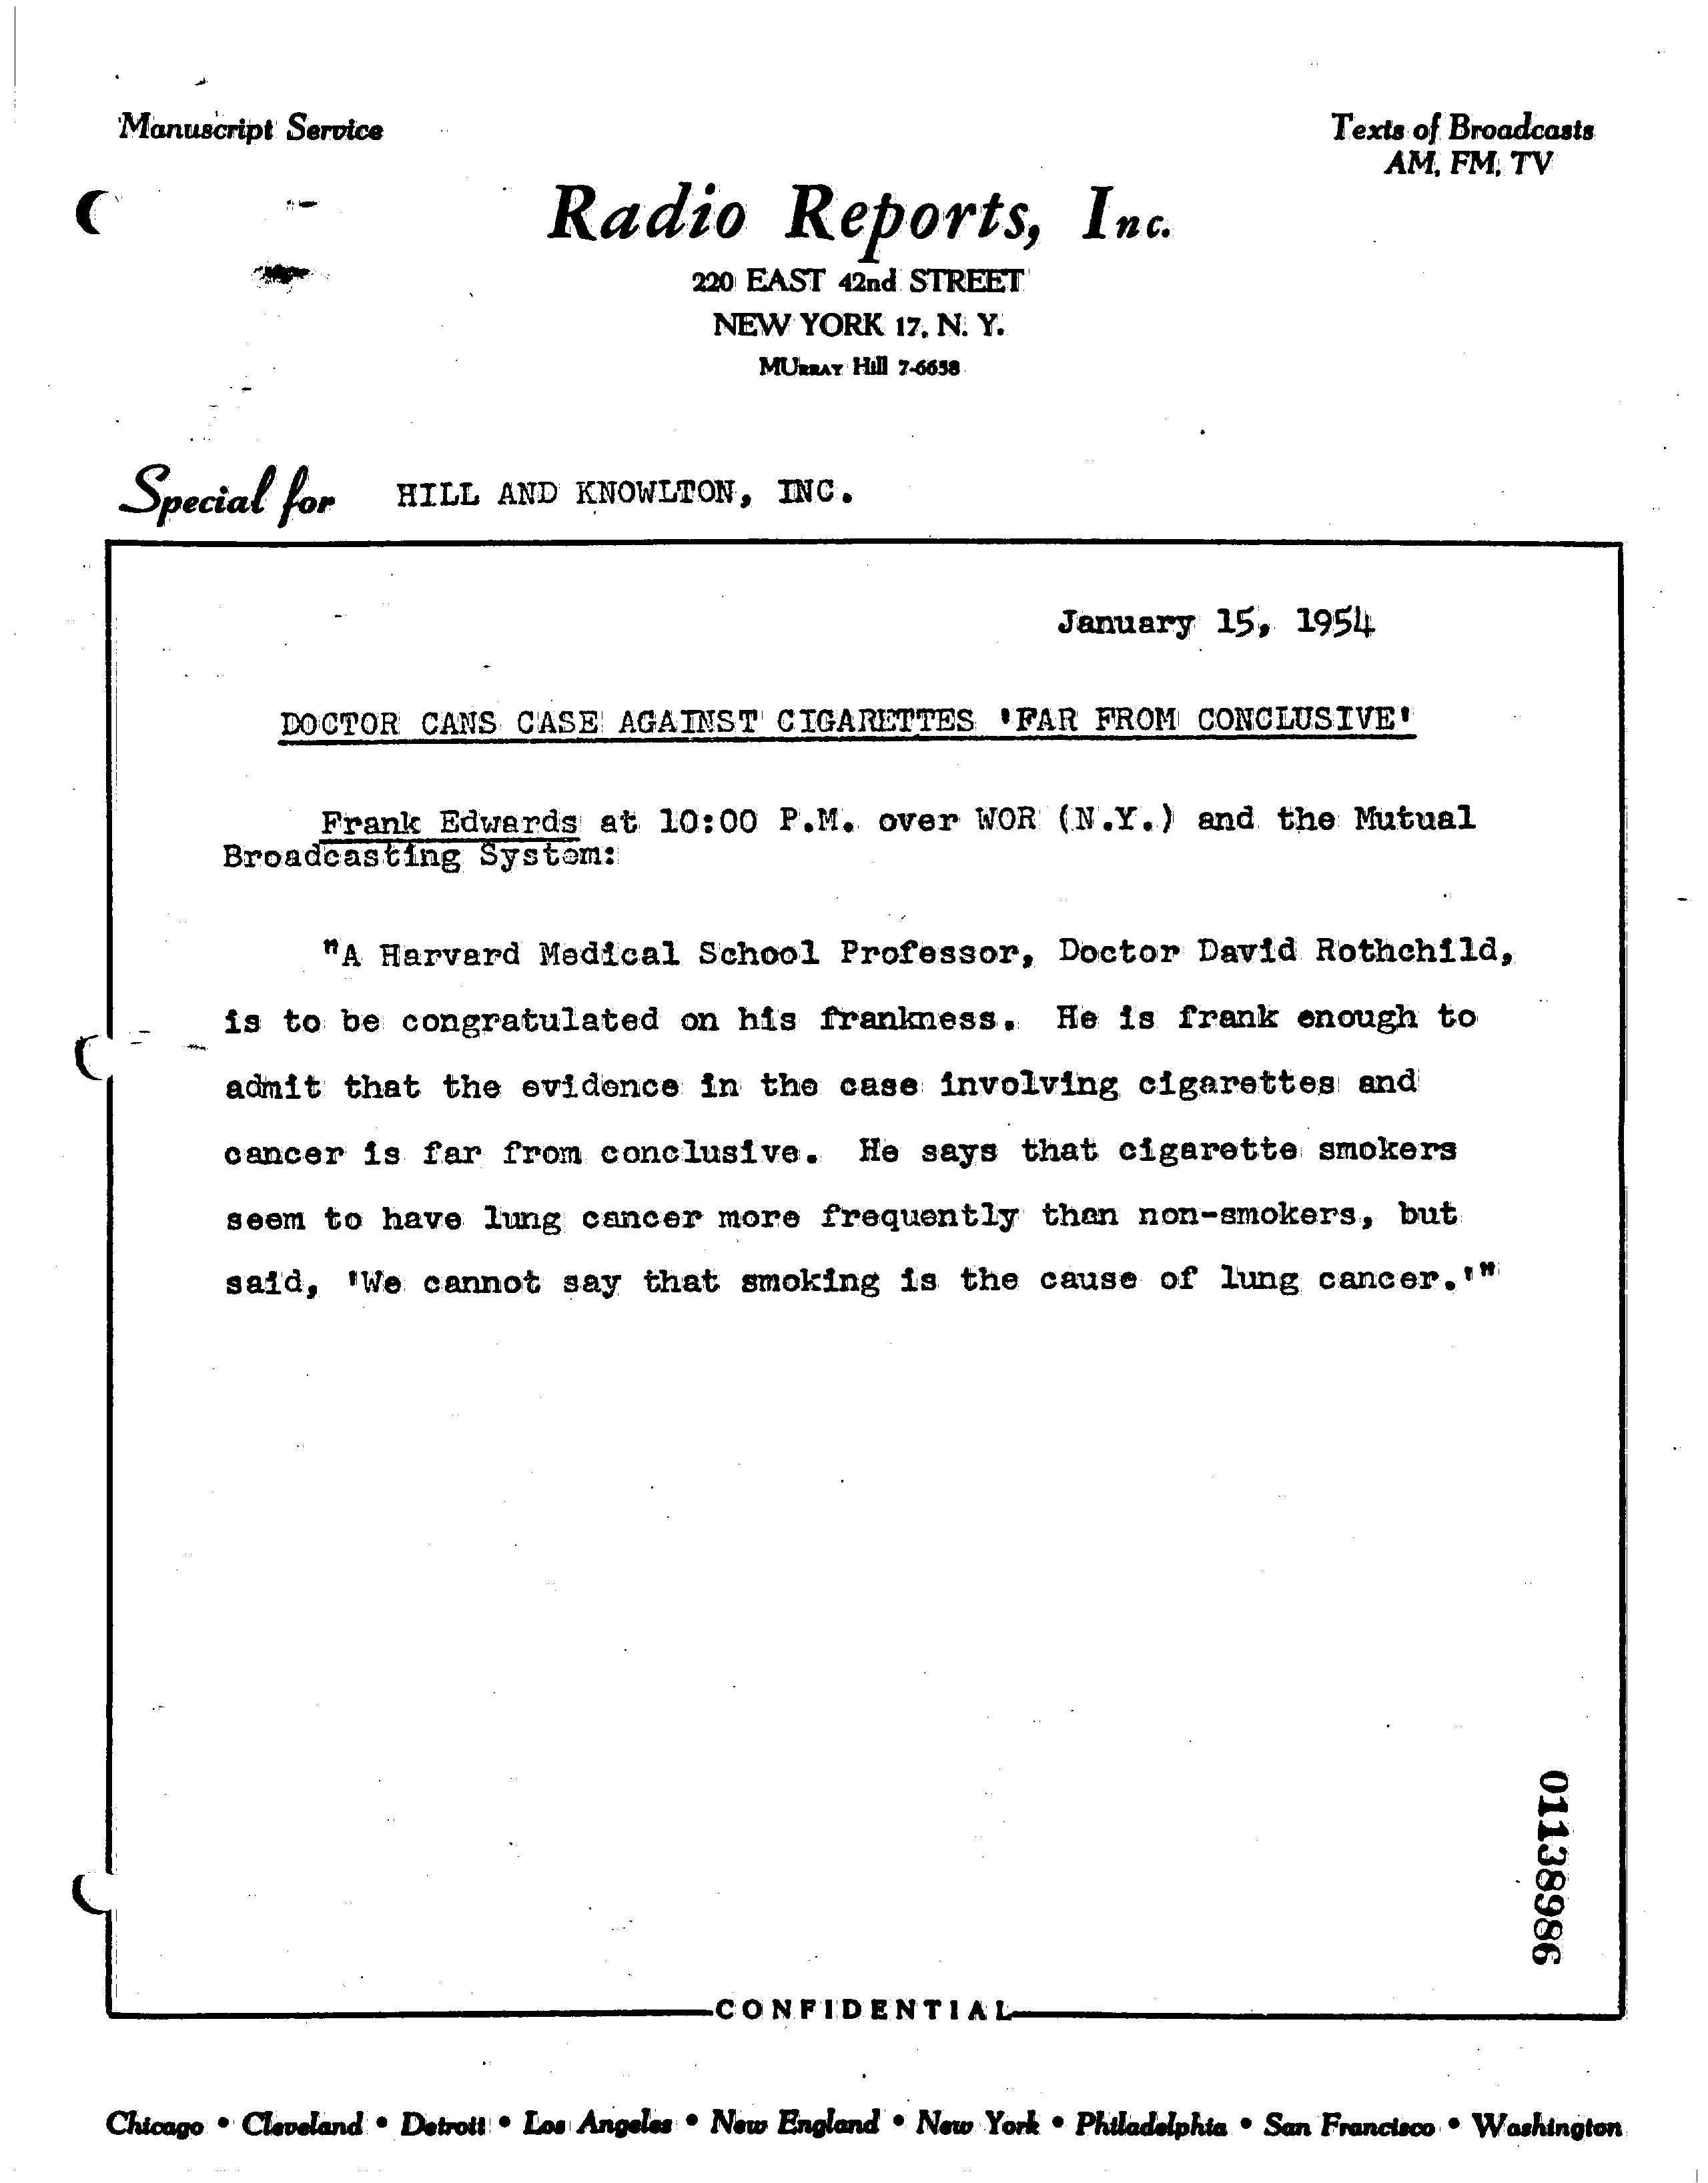 Manuscript Service
Texts of Broadcasts
AM, FM, TV
Radio Reports, Inc.
220 EAST 42nd STREET
NEW YORK 17, N. Y.
MURRAY Hill 7-6658
Special for HILL AND KNOWLTON, INC.
January 15, 1954
DOCTOR CANS CASE AGAINST CIGARETTES 'FAR FROM CONCLUSIVE'
Frank Edwards at 10:00 P.M. over WOR (N.Y.) and the Mutual
Broadcasting System:
"A Harvard Medical School Professor, Doctor David Rothchild,
is to be congratulated on his frankness. He is frank enough to
admit that the evidence in the case involving cigarettes and
cancer is far from conclusive. He says that cigarette smokers
seem to have lung cancer more frequently than non-smokers, but
said, 'We cannot say that smoking is the cause of lung cancer.'"
01138986
CONFIDENTIAL
Chicago • Cleveland • Detroit • Los Angeles • New England • New York • Philadelphia • San Francisco • Washington